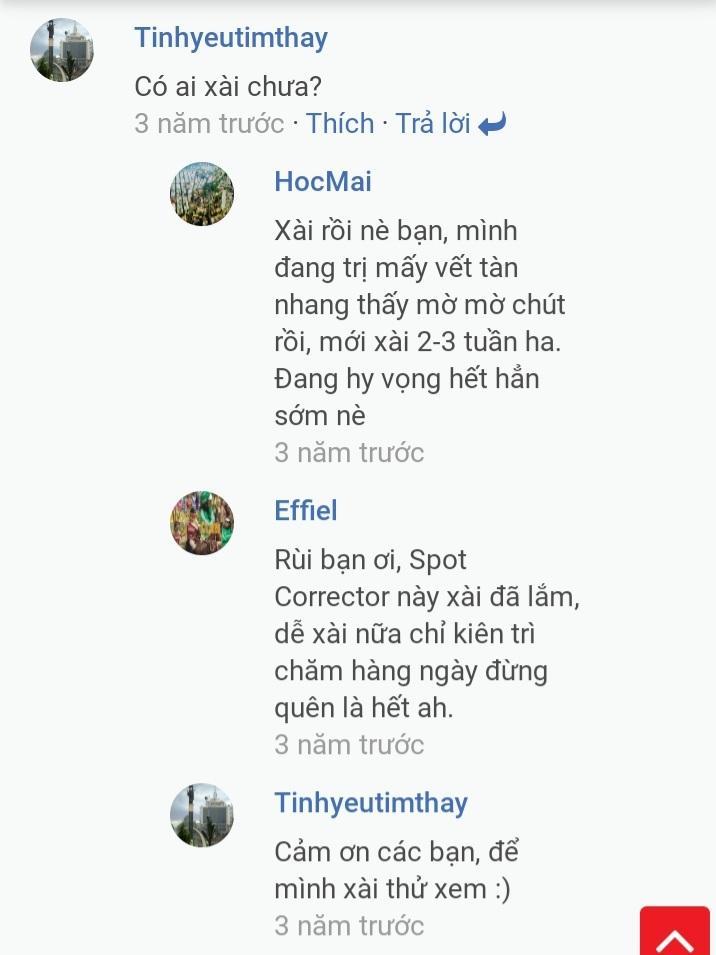 Tinhyeutimthay
Có ai xài chưa?
3 năm trước · Thích · Trả lời
HocMai
Xài rồi nè bạn, mình
đang trị mấy vết tàn
nhang thấy mờ mờ chút
rồi, mới xài 2-3 tuần ha.
Đang hy vọng hết hẳn
sớm nè
3 năm trước
Effiel
Rùi bạn ơi, Spot
Corrector này xài đã lắm,
dễ xài nữa chỉ kiên trì
chăm hàng ngày đừng
quên là hết ah.
3 năm trước
Tinhyeutimthay
Cảm ơn các bạn, để
mình xài thử xem :)
3 năm trước